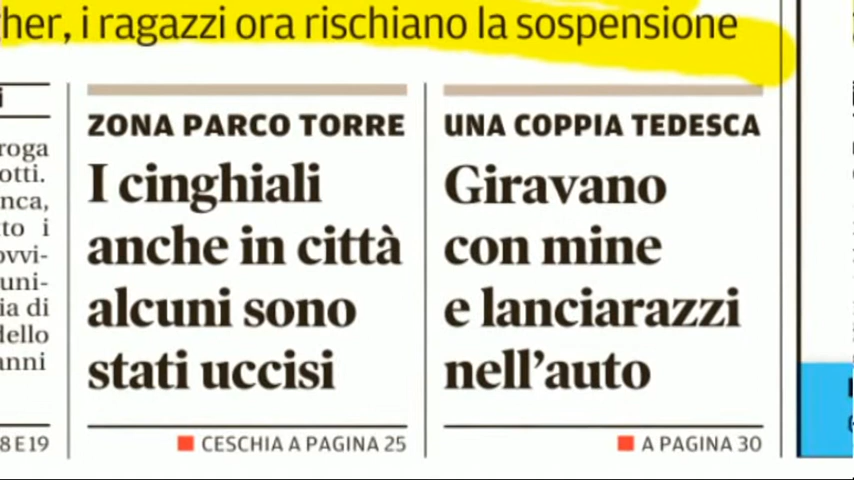 i ragazzi ora rischiano la sospensione
roga
otti.
nca,
to i
ovvi-
uni-
ia di
dello
anni
8 E 19
ZONA PARCO TORRE
I cinghiali
anche in città
alcuni sono
stati uccisi
CESCHIA A PAGINA 25
UNA COPPIA TEDESCA
Giravano
con mine
e lanciarazzi
nell'auto
A PAGINA 30